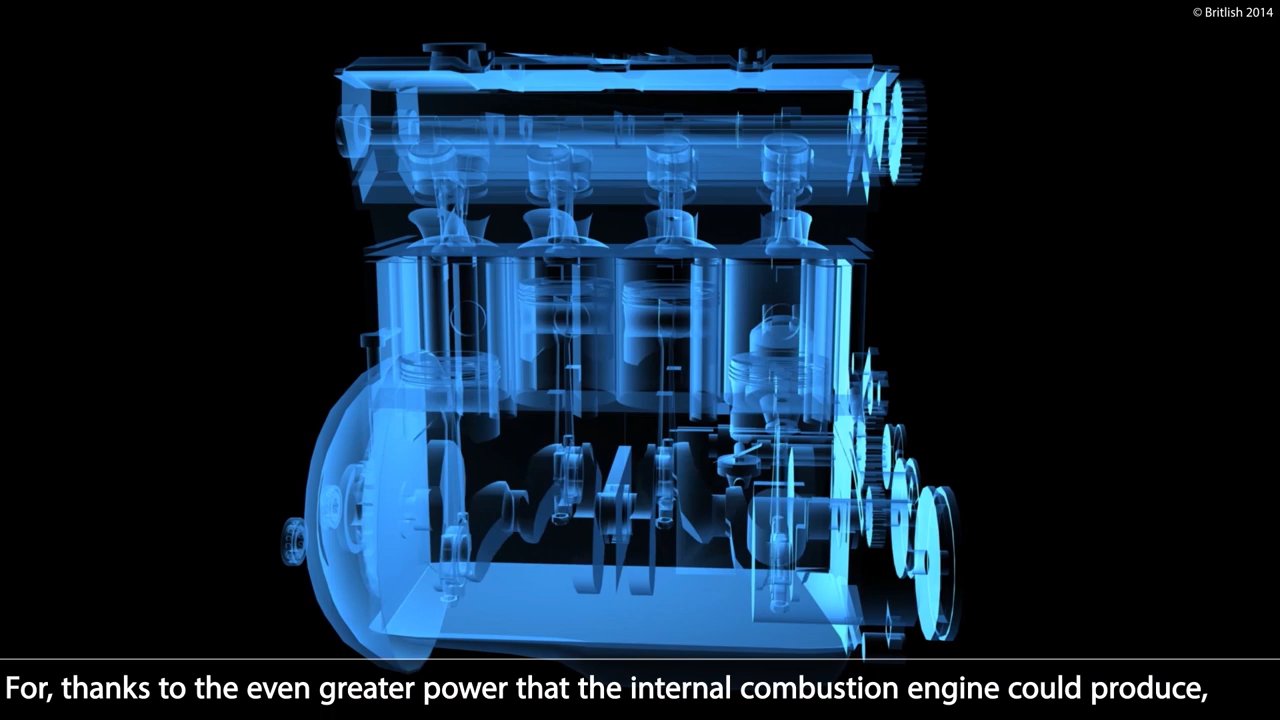 © Britlish 2014
For, thanks to the even greater power that the internal combustion engine could produce,